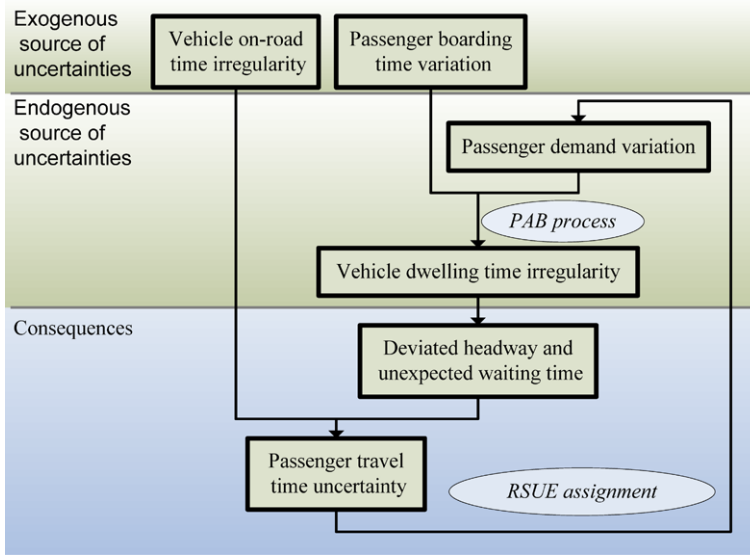 Exogenous
source of
uncertainties
Vehicle on-road
time irregularity
Passenger boarding
time variation
Endogenous
source of
uncertainties
Passenger demand variation
PAB process
Vehicle dwelling time irregularity
Consequences
Deviated headway and
unexpected waiting time
Passenger travel
time uncertainty
RSUE assignment